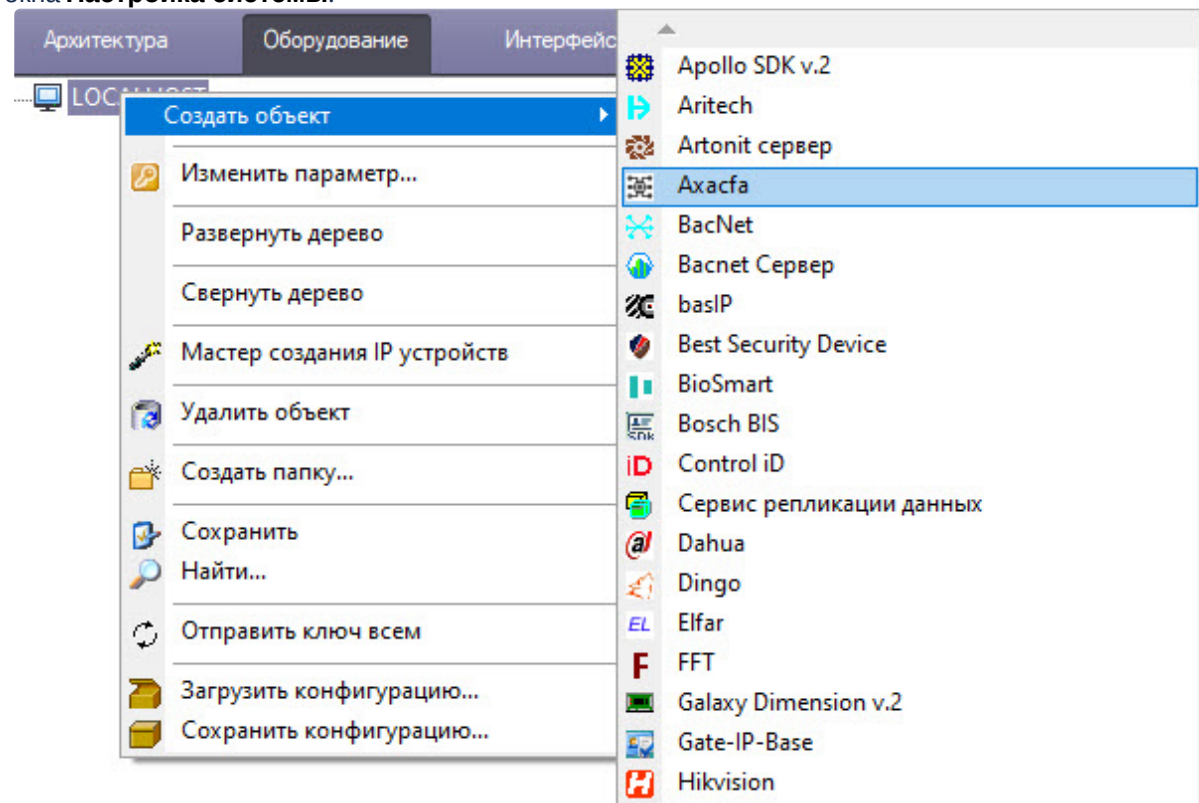 окна Настройка системы.
Архитектура Оборудование Интерфейс
LOCALHOST
Создать объект
Изменить параметр...
Развернуть дерево
Свернуть дерево
Мастер создания IP устройств
Удалить объект
Создать папку...
Сохранить
Найти...
Отправить ключ всем
Загрузить конфигурацию...
Сохранить конфигурацию...
Apollo SDK v.2
Aritech
Artonit сервер
Axacfa
BacNet
Bacnet Сервер
basIP
Best Security Device
BioSmart
Bosch BIS
Control iD
Сервис репликации данных
Dahua
Dingo
Elfar
FFT
Galaxy Dimension v.2
Gate-IP-Base
Hikvision